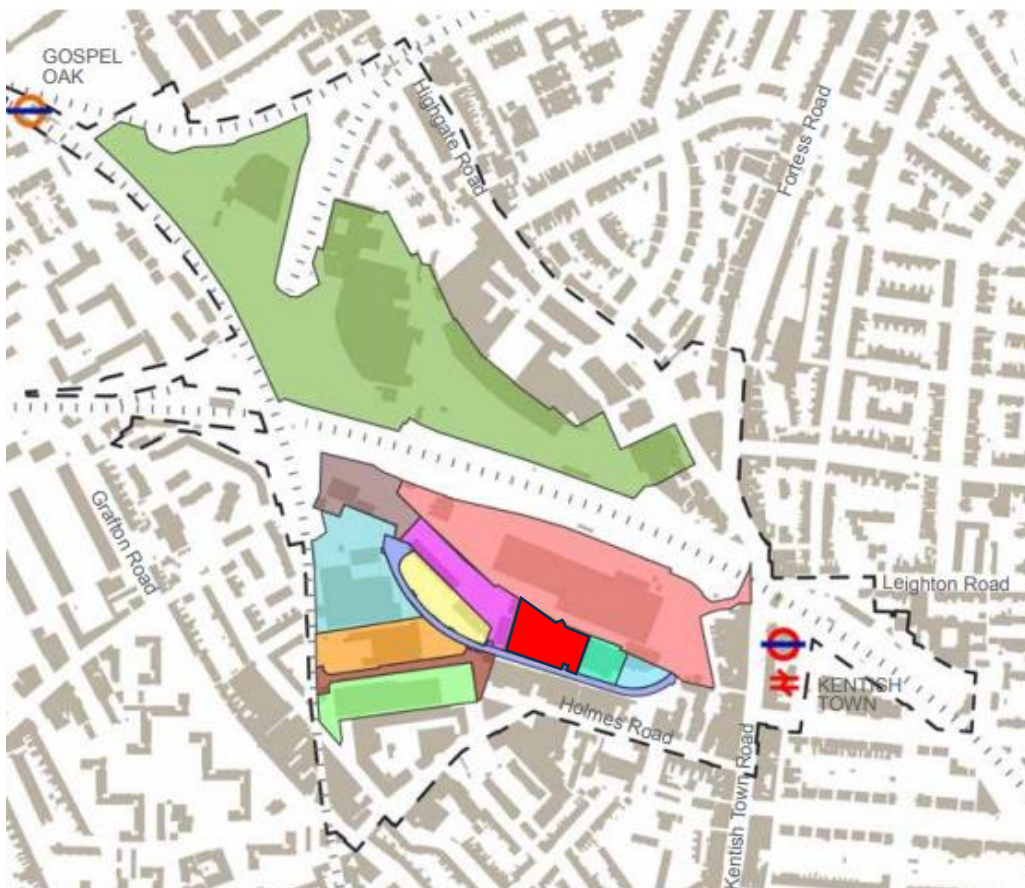 GOSPEL
OAK
Highgate Road
Fortess Road
Grafton Road
Leighton Road
KENTISH
TOWN
Holmes Road
Kentish Town Road